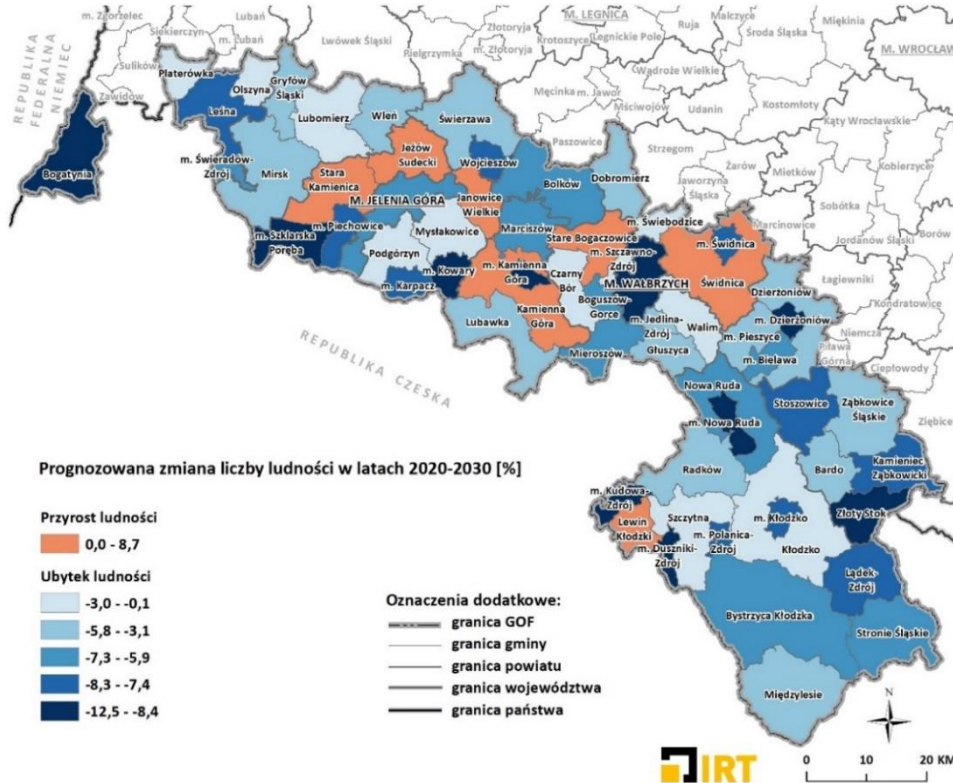 m. Zgorzelec
Lubań
Siekierczyn
m. Lubań
Sulików
Zawidów
REPUBLIKA
FEDERALNA
NIEMIEC
Lwówek Śląski
Pielgrzymka
Złotoryja
m. Złotoryja
M. LEGNICA
Krotoszyce
Legnickie Pole
Ruja
Malczyce
Środa Śląska
Miękinia
M. WROCŁAW
Męcinka
m. Jawor
Mściwojów
Wądroże Wielkie
Udanin
Kostomłoty
Kąty Wrocławskie
Kobierzyce
Paszowice
Strzegom
Żarów
Mietków
Jaworzyna
Śląska
Sobótka
Marcinowice
Jordanów Śląski
Borów
Łagiewniki
Kondratowice
Niemcza
Piława
Górna
Ciepłowody
Ziębice
Platerówka
Olszyna
Gryfów
Śląski
Leśna
Lubomierz
Wleń
Świerzawa
Bogatynia
m. Świeradów-
Zdrój
Mirsk
Stara
Kamienica
Jeżów
Sudecki
Wojcieszów
Bolków
Dobromierz
M. JELENIA GÓRA
Janowice
Wielkie
Marciszów
Stare Bogaczowice
m. Świebodzice
m. Szczawno-
Zdrój
m. Świdnica
Świdnica
m. Szklarska
Poręba
m. Piechowice
Podgórzyn
Mysłakowice
m. Kowary
m. Karpacz
m. Kamienna
Góra
Kamienna
Góra
Czarny
Bór
M. WAŁBRZYCH
Boguszów-
Gorce
m. Jedlina-
Zdrój
Walim
Głuszyca
Lubawka
Mieroszów
Dzierżoniów
m. Dzierżoniów
m. Pieszyce
m. Bielawa
REPUBLIKA CZESKA
Nowa Ruda
m. Nowa Ruda
Stoszowice
Ząbkowice
Śląskie
Radków
Bardo
Kamieniec
Ząbkowicki
m. Kudowa-
Zdrój
Lewin
Kłodzki
m. Duszniki-
Zdrój
Szczytna
m. Polanica-
Zdrój
m. Kłodzko
Kłodzko
Złoty Stok
Lądek-
Zdrój
Bystrzyca Kłodzka
Stronie Śląskie
Międzylesie
Prognozowana zmiana liczby ludności w latach 2020-2030 [%]
Przyrost ludności
0,0 - 8,7
Ubytek ludności
-3,0 - -0,1
-5,8 - -3,1
-7,3 - -5,9
-8,3 - -7,4
-12,5 - -8,4
Oznaczenia dodatkowe:
granica GOF
granica gminy
granica powiatu
granica województwa
granica państwa
N
IRT
0 10 20 KM